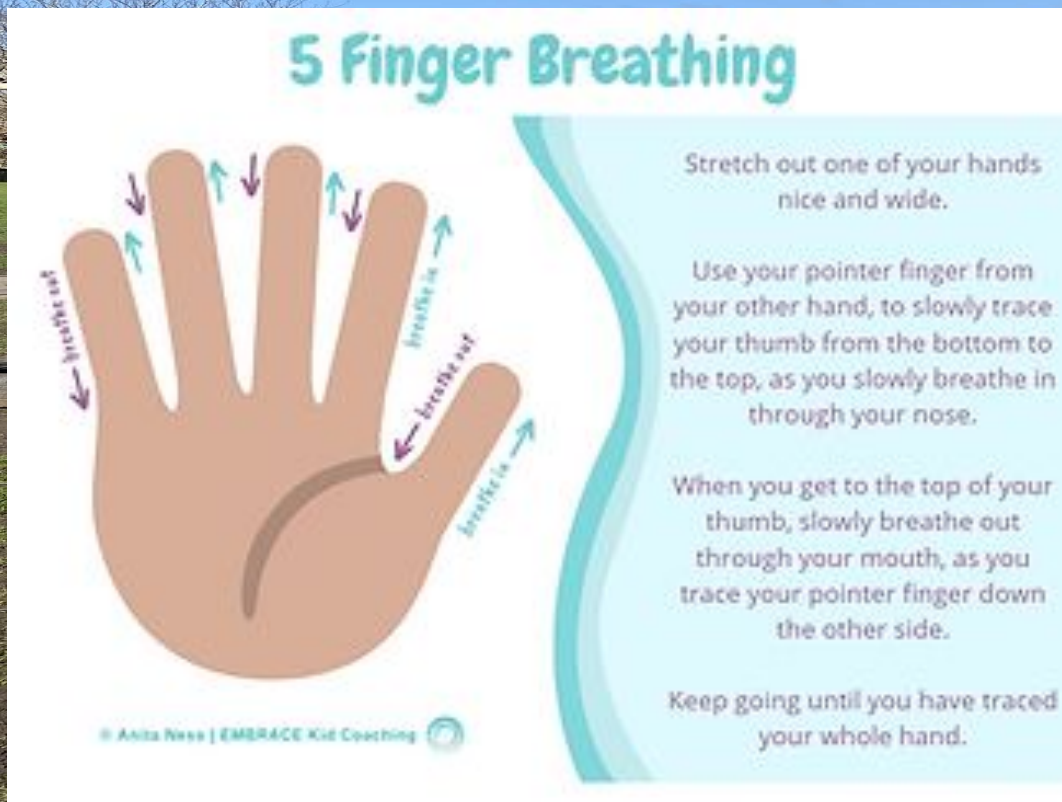 5 Finger Breathing
breathe out
breathe in
breathe out
breathe in
Stretch out one of your hands
nice and wide.
Use your pointer finger from
your other hand, to slowly trace
your thumb from the bottom to
the top, as you slowly breathe in
through your nose.
When you get to the top of your
thumb, slowly breathe out
through your mouth, as you
trace your pointer finger down
the other side.
Keep going until you have traced
your whole hand.
© Anita Ness | EMBRACE Kid Coaching